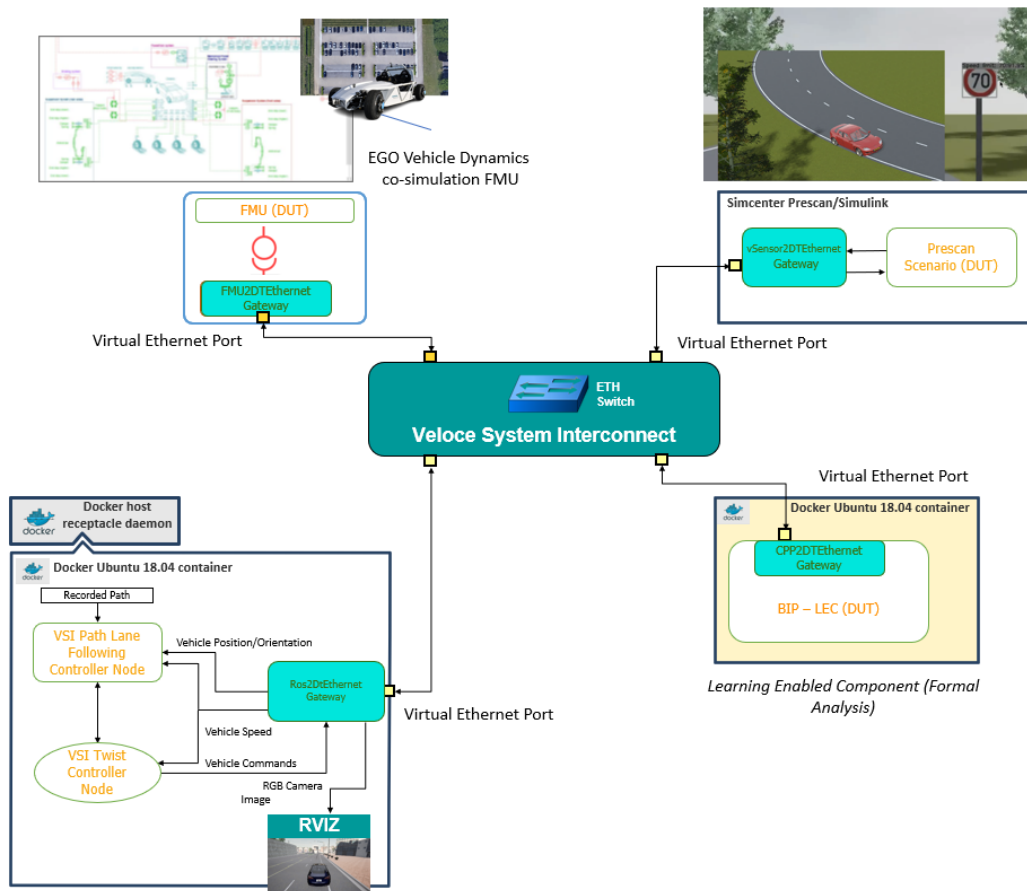 EGO Vehicle Dynamics
co-simulation FMU
FMU (DUT)
FMU2DTEthernet
Gateway
Virtual Ethernet Port
70
Simcenter Prescan/Simulink
vSensor2DTEthernet
Gateway
Prescan
Scenario (DUT)
Virtual Ethernet Port
ETH
Switch
Veloce System Interconnect
Virtual Ethernet Port
docker
Docker Ubuntu 18.04 container
CPP2DTEthernet
Gateway
BIP – LEC (DUT)
Learning Enabled Component (Formal
Analysis)
docker
Docker host
receptacle daemon
docker
Docker Ubuntu 18.04 container
Recorded Path
VSI Path Lane
Following
Controller Node
Vehicle Position/Orientation
Ros2DtEthernet
Gateway
Virtual Ethernet Port
Vehicle Speed
VSI Twist
Controller
Node
Vehicle Commands
RGB Camera
Image
RVIZ